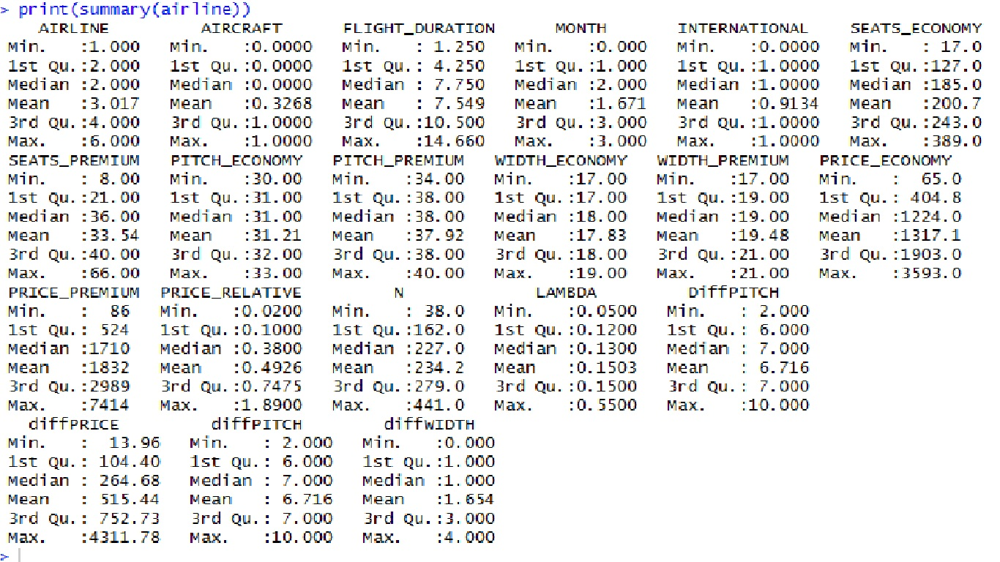 > print(summary(airline))
AIRLINE AIRCRAFT FLIGHT_DURATION MONTH INTERNATIONAL SEATS_ECONOMY
Min. :1.000 Min. :0.0000 Min. : 1.250 Min. :0.000 Min. :0.0000 Min. : 17.0
1st Qu.:2.000 1st Qu.:0.0000 1st Qu.: 4.250 1st Qu.:1.000 1st Qu.:1.0000 1st Qu.:127.0
Median :2.000 Median :0.0000 Median : 7.750 Median :2.000 Median :1.0000 Median :185.0
Mean :3.017 Mean :0.3268 Mean : 7.549 Mean :1.671 Mean :0.9134 Mean :200.7
3rd Qu.:4.000 3rd Qu.:1.0000 3rd Qu.:10.500 3rd Qu.:3.000 3rd Qu.:1.0000 3rd Qu.:243.0
Max. :6.000 Max. :1.0000 Max. :14.660 Max. :3.000 Max. :1.0000 Max. :389.0
SEATS_PREMIUM PITCH_ECONOMY PITCH_PREMIUM WIDTH_ECONOMY WIDTH_PREMIUM PRICE_ECONOMY
Min. : 8.00 Min. :30.00 Min. :34.00 Min. :17.00 Min. :17.00 Min. : 65.0
1st Qu.:21.00 1st Qu.:31.00 1st Qu.:38.00 1st Qu.:17.00 1st Qu.:19.00 1st Qu.: 404.8
Median :36.00 Median :31.00 Median :38.00 Median :18.00 Median :19.00 Median :1224.0
Mean :33.54 Mean :31.21 Mean :37.92 Mean :17.83 Mean :19.48 Mean :1317.1
3rd Qu.:40.00 3rd Qu.:32.00 3rd Qu.:38.00 3rd Qu.:18.00 3rd Qu.:21.00 3rd Qu.:1903.0
Max. :66.00 Max. :33.00 Max. :40.00 Max. :19.00 Max. :21.00 Max. :3593.0
PRICE_PREMIUM PRICE_RELATIVE N LAMBDA DiffPITCH
Min. : 86 Min. :0.0200 Min. : 38.0 Min. :0.0500 Min. : 2.000
1st Qu.: 524 1st Qu.:0.1000 1st Qu.:162.0 1st Qu.:0.1200 1st Qu.: 6.000
Median :1710 Median :0.3800 Median :227.0 Median :0.1300 Median : 7.000
Mean :1832 Mean :0.4926 Mean :234.2 Mean :0.1503 Mean : 6.716
3rd Qu.:2989 3rd Qu.:0.7475 3rd Qu.:279.0 3rd Qu.:0.1500 3rd Qu.: 7.000
Max. :7414 Max. :1.8900 Max. :441.0 Max. :0.5500 Max. :10.000
diffPRICE diffPITCH diffWIDTH
Min. : 13.96 Min. : 2.000 Min. :0.000
1st Qu.: 104.40 1st Qu.: 6.000 1st Qu.:1.000
Median : 264.68 Median : 7.000 Median :1.000
Mean : 515.44 Mean : 6.716 Mean :1.654
3rd Qu.: 752.73 3rd Qu.: 7.000 3rd Qu.:3.000
Max. :4311.78 Max. :10.000 Max. :4.000
>